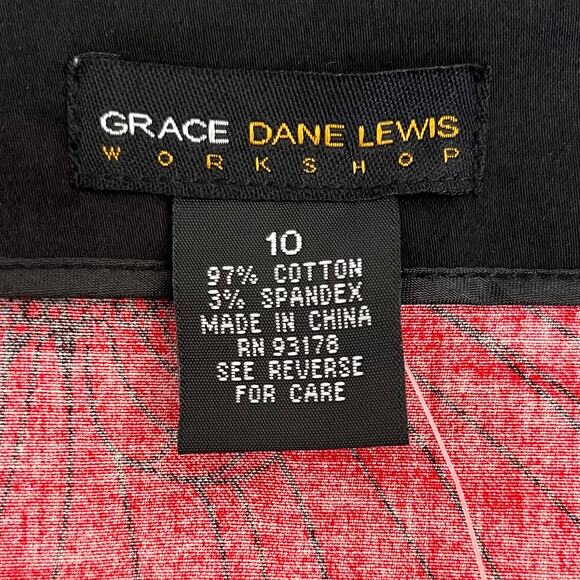 GRACE DANE LEWIS
WORKSHOP
10
97% COTTON
3% SPANDEX
MADE IN CHINA
RN 93178
SEE REVERSE
FOR CARE